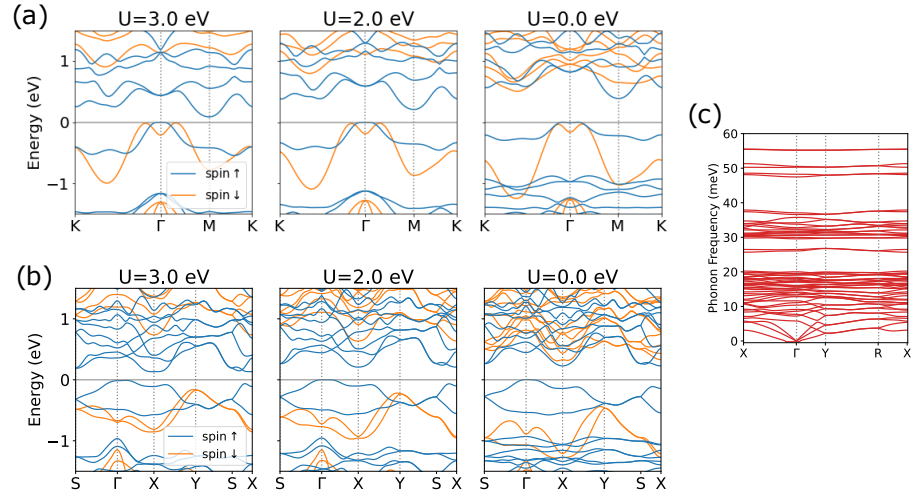 (a)
U=3.0 eV U=2.0 eV U=0.0 eV
Energy (eV)
1
0
−1
spin↑
spin↓
K Γ M K K Γ M K K Γ M K
(b)
U=3.0 eV U=2.0 eV U=0.0 eV
Energy (eV)
1
0
−1
spin↑
spin↓
S Γ X Y S X S Γ X Y S X S Γ X Y S X
(c)
Phonon Frequency (meV)
60
50
40
30
20
10
0
X Γ Y R X